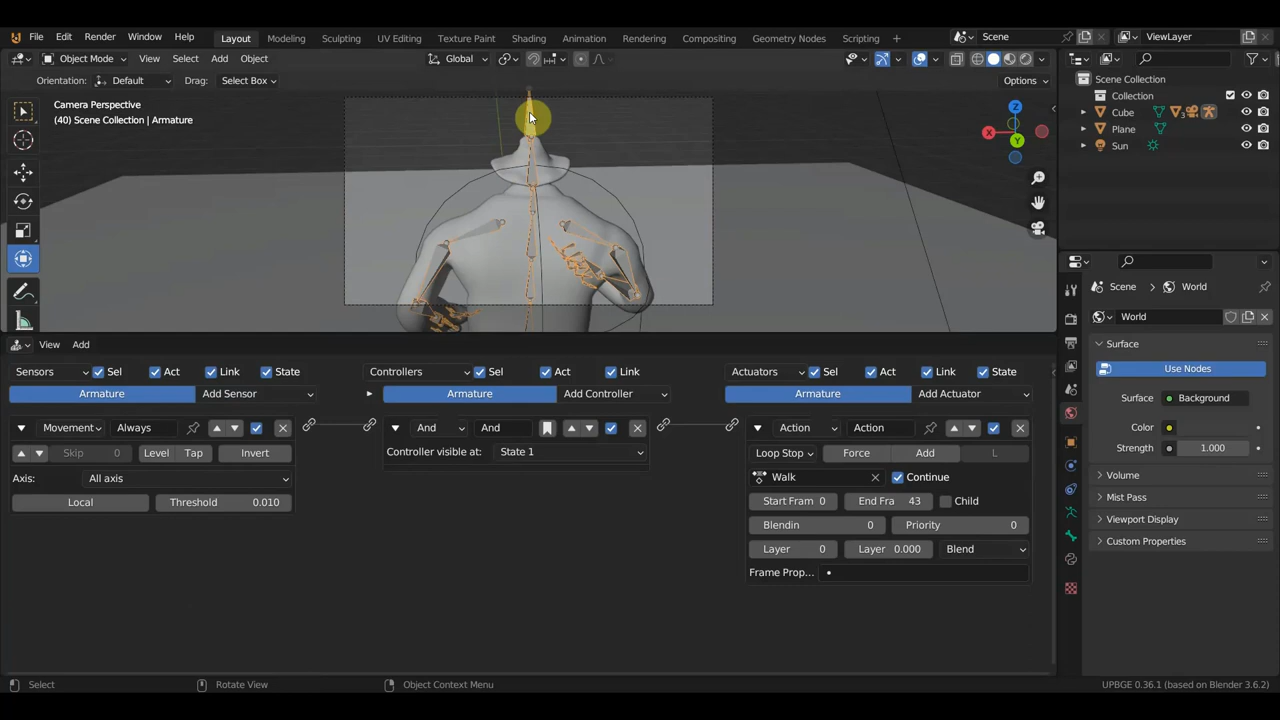 File Edit Render Window Help Layout Modeling Sculpting UV Editing Texture Paint Shading Animation Rendering Compositing Geometry Nodes Scripting + Scene ViewLayer
Object Mode View Select Add Object Global Options
Orientation: Default Drag: Select Box
Camera Perspective
(40) Scene Collection | Armature
X
Y
Z
Scene Collection
Collection
Cube 3
Plane
Sun
View Add
Sensors Sel Act Link State Controllers Sel Act Link Actuators Sel Act Link State
Armature Add Sensor Armature Add Controller Armature Add Actuator
Movement Always And And Action Action
Skip 0 Level Tap Invert Controller visible at: State 1 Loop Stop Force Add L
Axis: All axis Walk Continue
Local Threshold 0.010 Start Fram 0 End Fra 43 Child
Blendin 0 Priority 0
Layer 0 Layer 0.000 Blend
Frame Prop...
Scene World
World
Surface
Use Nodes
Surface Background
Color
Strength 1.000
Volume
Mist Pass
Viewport Display
Custom Properties
Select Rotate View Object Context Menu UPBGE 0.36.1 (based on Blender 3.6.2)